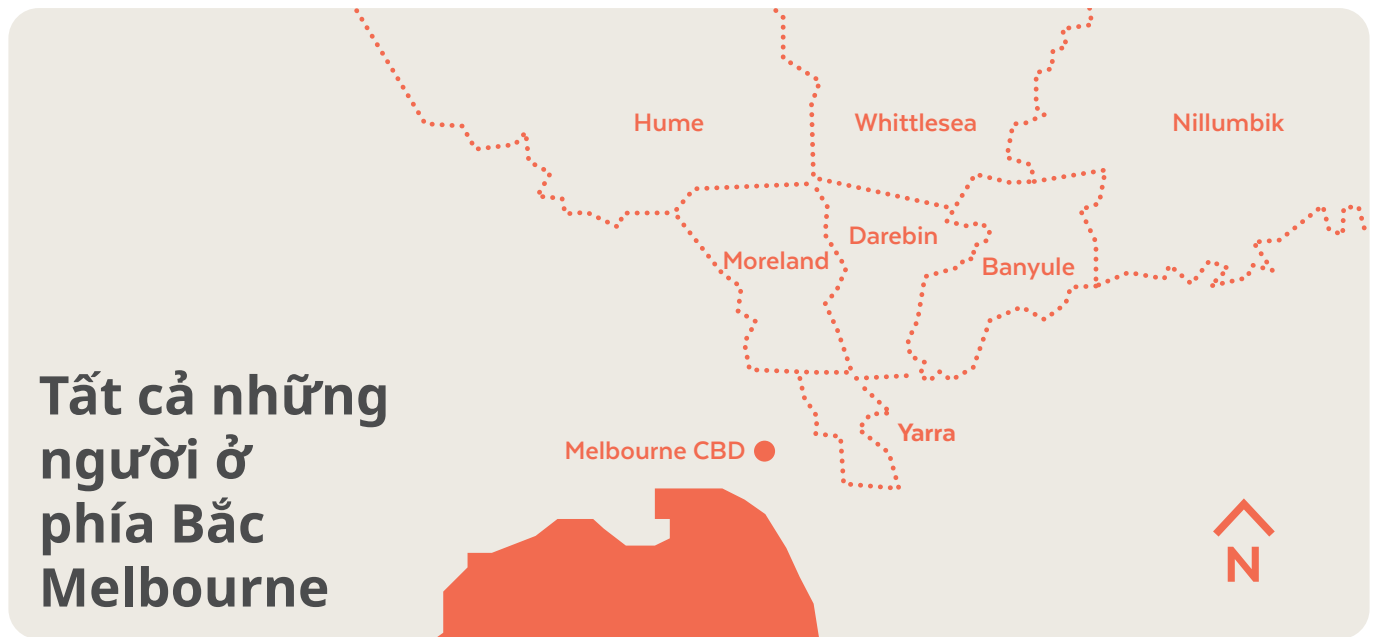 Hume
Whittlesea
Nillumbik
Darebin
Moreland
Banyule
Yarra
Melbourne CBD
Tất cả những
người ở
phía Bắc
Melbourne
N